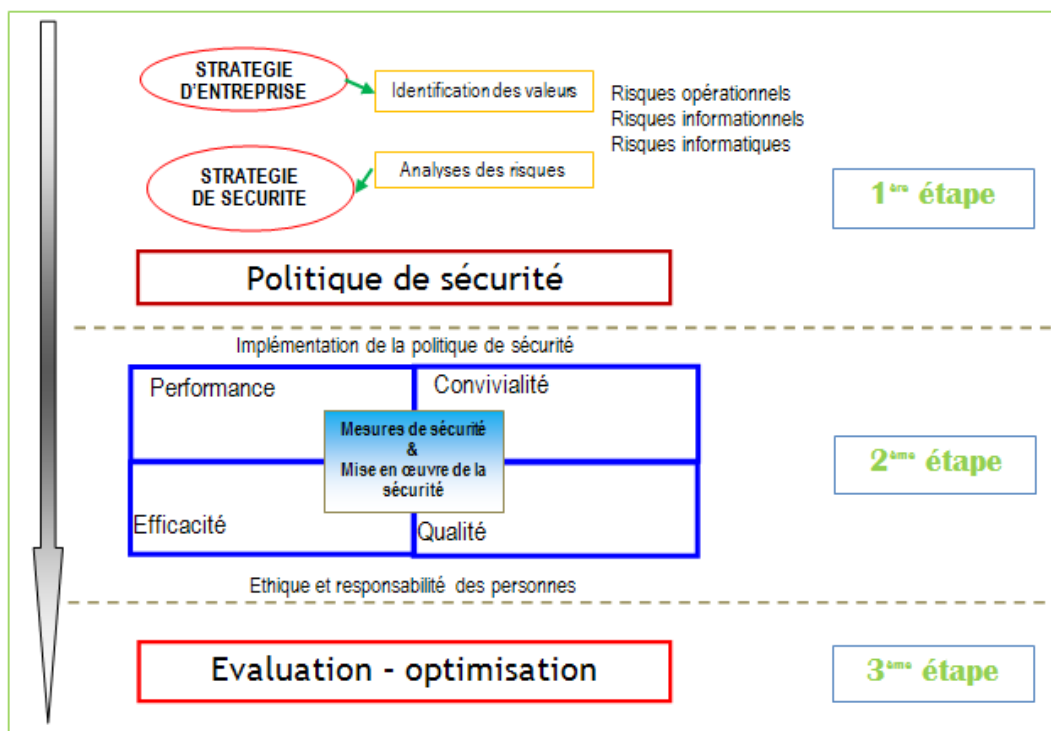 STRATEGIE
D'ENTREPRISE
Identification des valeurs
Risques opérationnels
Risques informationnels
Risques informatiques
Analyses des risques
STRATEGIE
DE SECURITE
1ère étape
Politique de sécurité
Implémentation de la politique de sécurité
Performance
Convivialité
Mesures de sécurité
&
Mise en œuvre de la
sécurité
2ème étape
Efficacité
Qualité
Ethique et responsabilité des personnes
Evaluation - optimisation
3ème étape